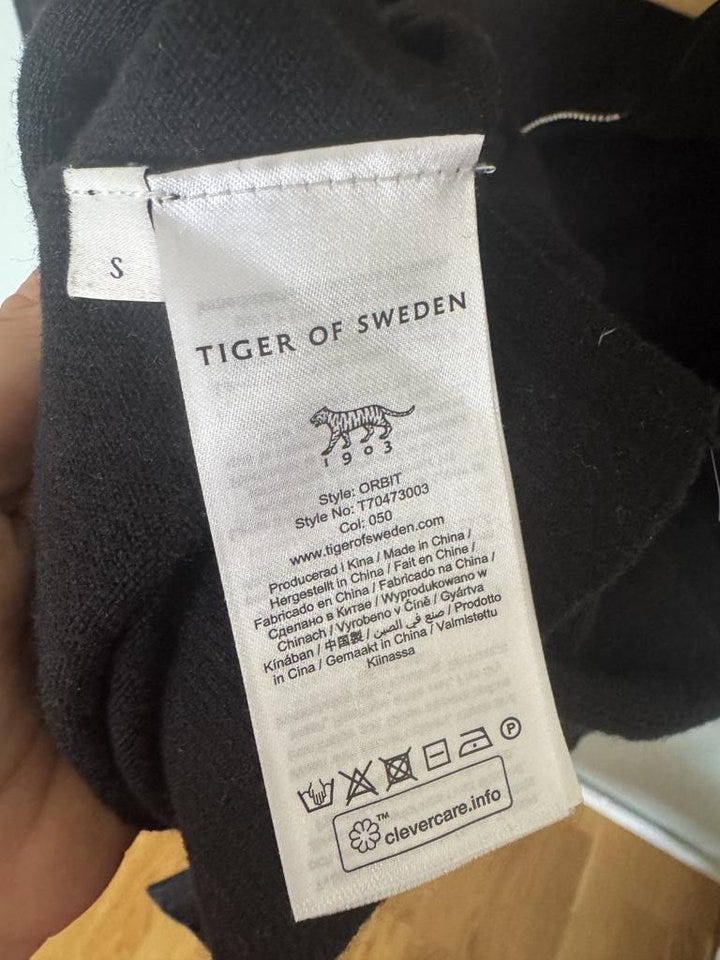 S
TIGER OF SWEDEN
1903
Style: ORBIT
Style No: T70473003
Col: 050
www.tigerofsweden.com
Producerad i Kina / Made in China /
Hergestellt in China / Fait en Chine /
Fabricado en China / Fabricado na China /
Сделано в Китае / Wyprodukowano w
Chinach / Vyrobeno v Číně / Gyártva
Kínában / 中国製 / صنع في الصين / Prodotto
in Cina / Gemaakt in China / Valmistettu
Kiinassa
P
™ clevercare.info